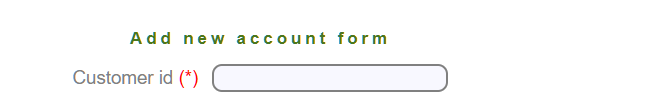 Add new account form
Customer id (*)